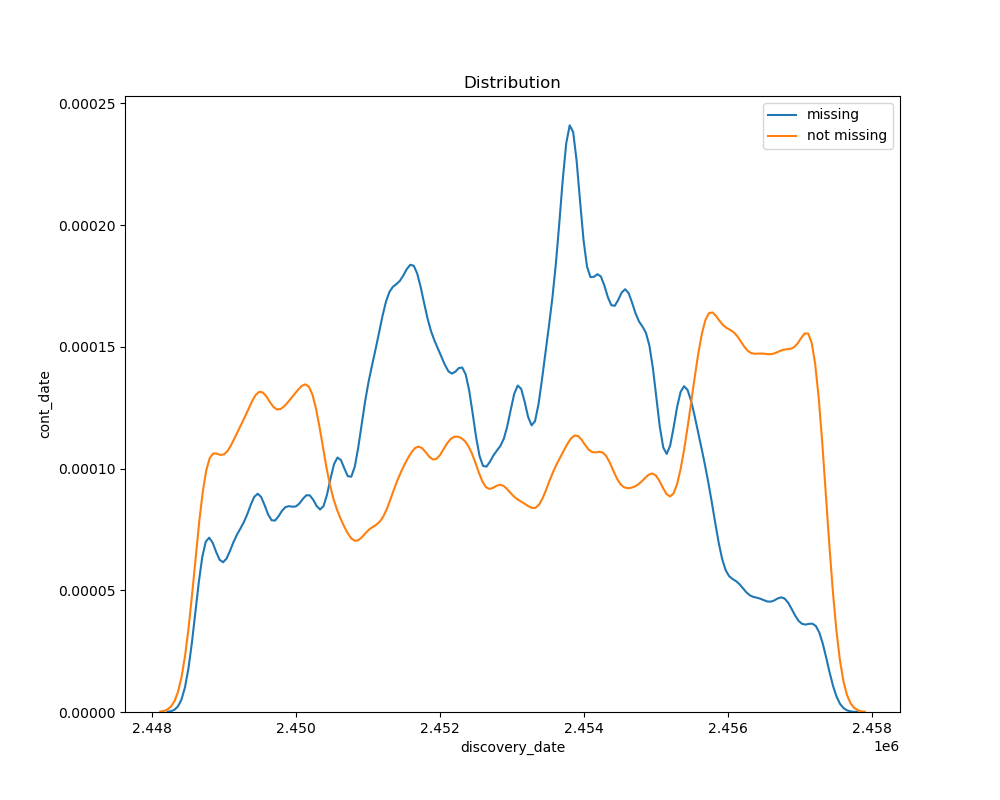 Distribution
0.00025
0.00020
0.00015
0.00010
0.00005
0.00000
cont_date
missing
not missing
2.448 2.450 2.452 2.454 2.456 2.458
1e6
discovery_date